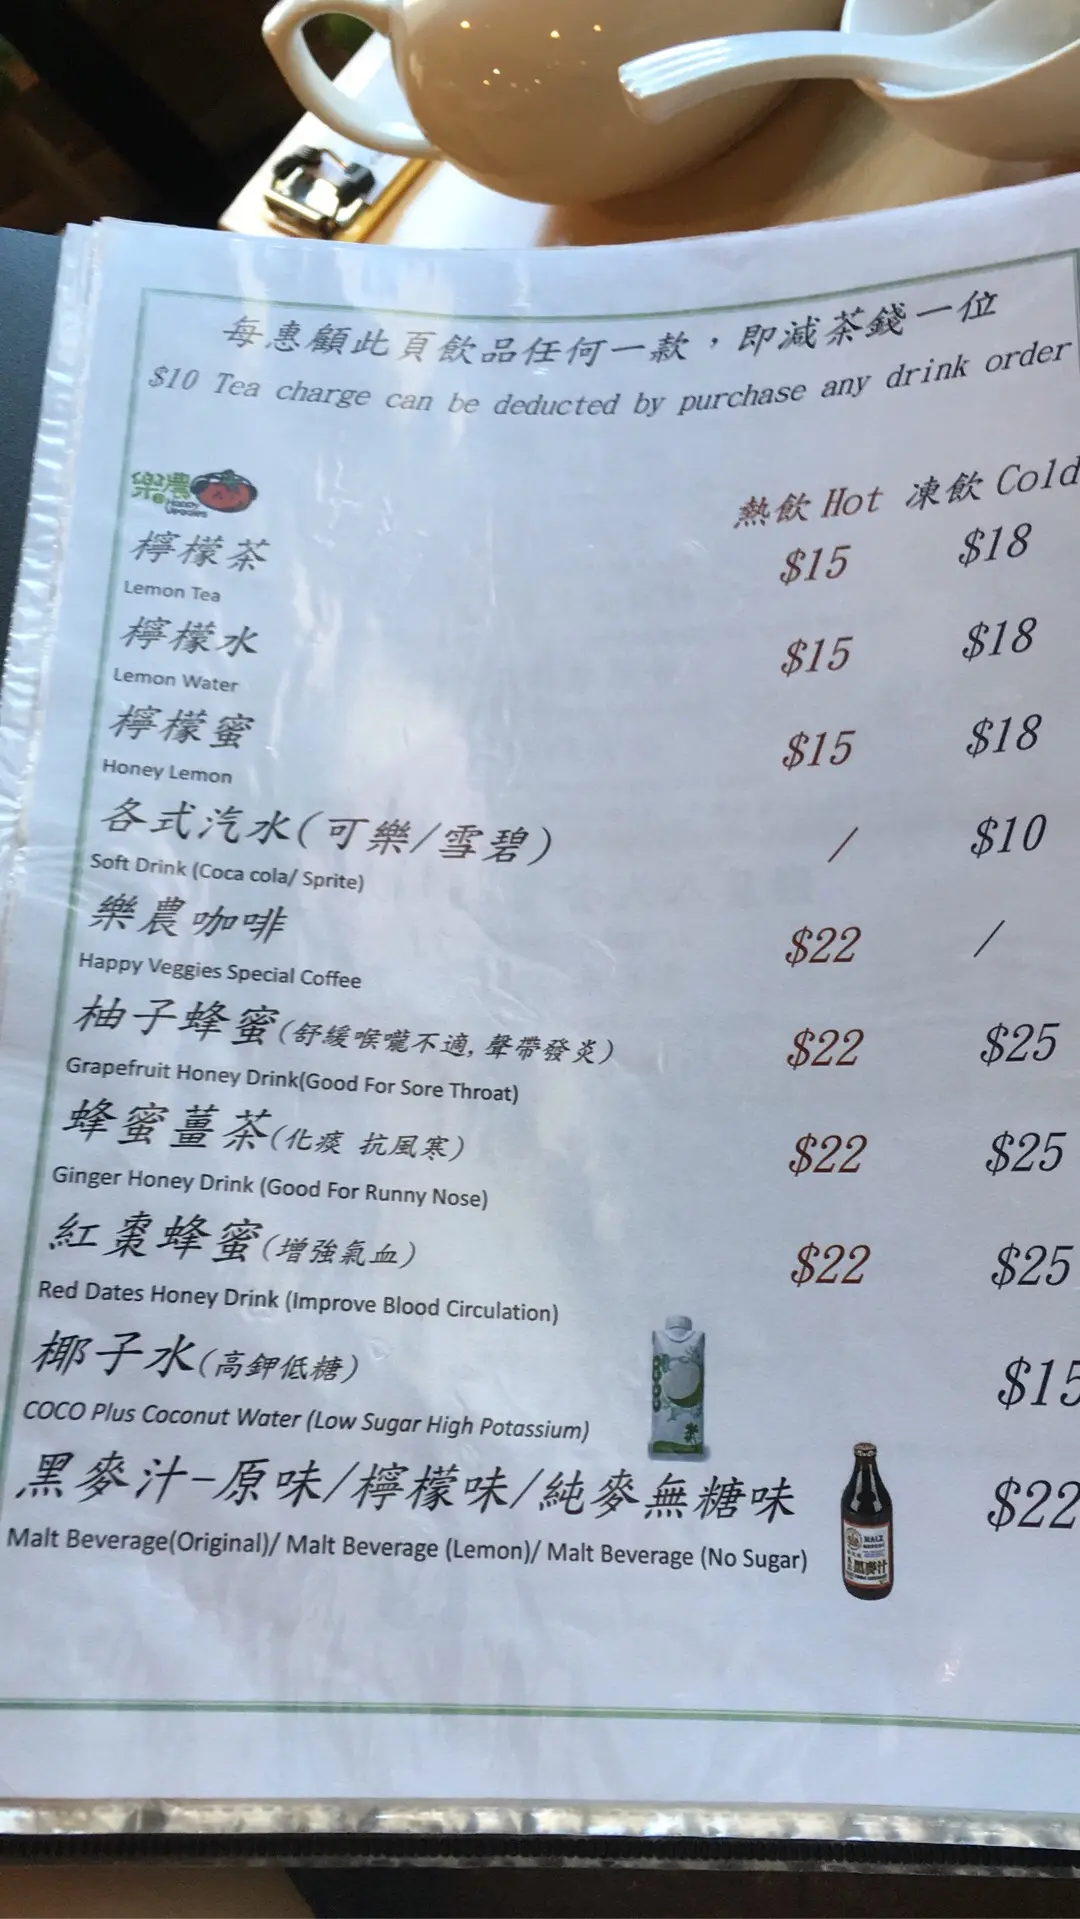 每惠顧此頁飲品任何一款，即減茶錢一位
$10 Tea charge can be deducted by purchase any drink order
樂農
Happy Veggies
熱飲 Hot 凍飲 Cold
檸檬茶 $15 $18
Lemon Tea
檸檬水 $15 $18
Lemon Water
檸檬蜜 $15 $18
Honey Lemon
各式汽水(可樂/雪碧) / $10
Soft Drink (Coca cola/ Sprite)
樂農咖啡 $22 /
Happy Veggies Special Coffee
柚子蜂蜜(舒緩喉嚨不適,聲帶發炎) $22 $25
Grapefruit Honey Drink(Good For Sore Throat)
蜂蜜薑茶(化痰 抗風寒) $22 $25
Ginger Honey Drink (Good For Runny Nose)
紅棗蜂蜜(增強氣血) $22 $25
Red Dates Honey Drink (Improve Blood Circulation)
椰子水(高鉀低糖) $15
COCO Plus Coconut Water (Low Sugar High Potassium)
黑麥汁-原味/檸檬味/純麥無糖味 $22
Malt Beverage(Original)/ Malt Beverage (Lemon)/ Malt Beverage (No Sugar)
MALT
黑麥汁